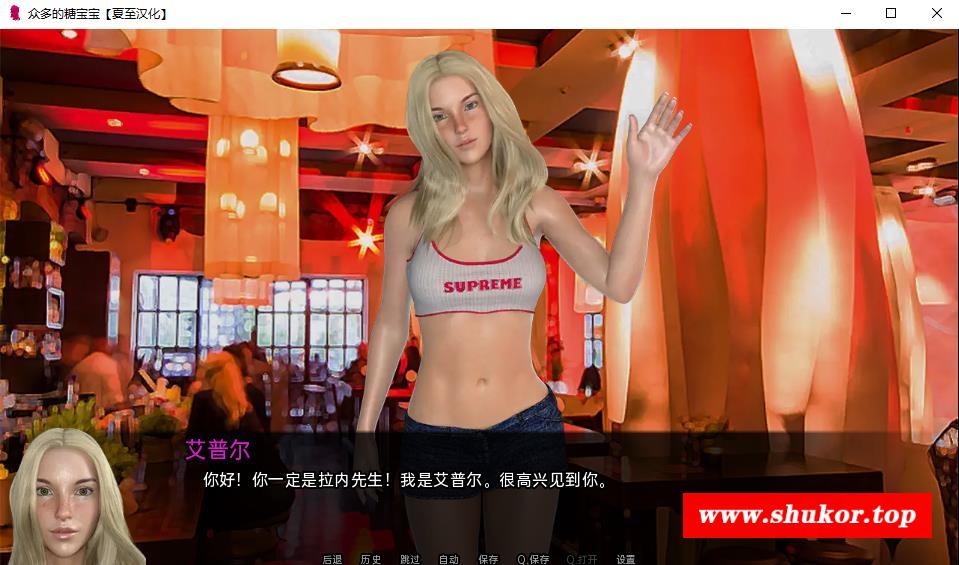 众多的糖宝宝【夏至汉化】
SUPREME
艾普尔
你好！你一定是拉内先生！我是艾普尔。很高兴见到你。
www.shukor.top
后退 历史 跳过 自动 保存 Q.保存 Q.打开 设置